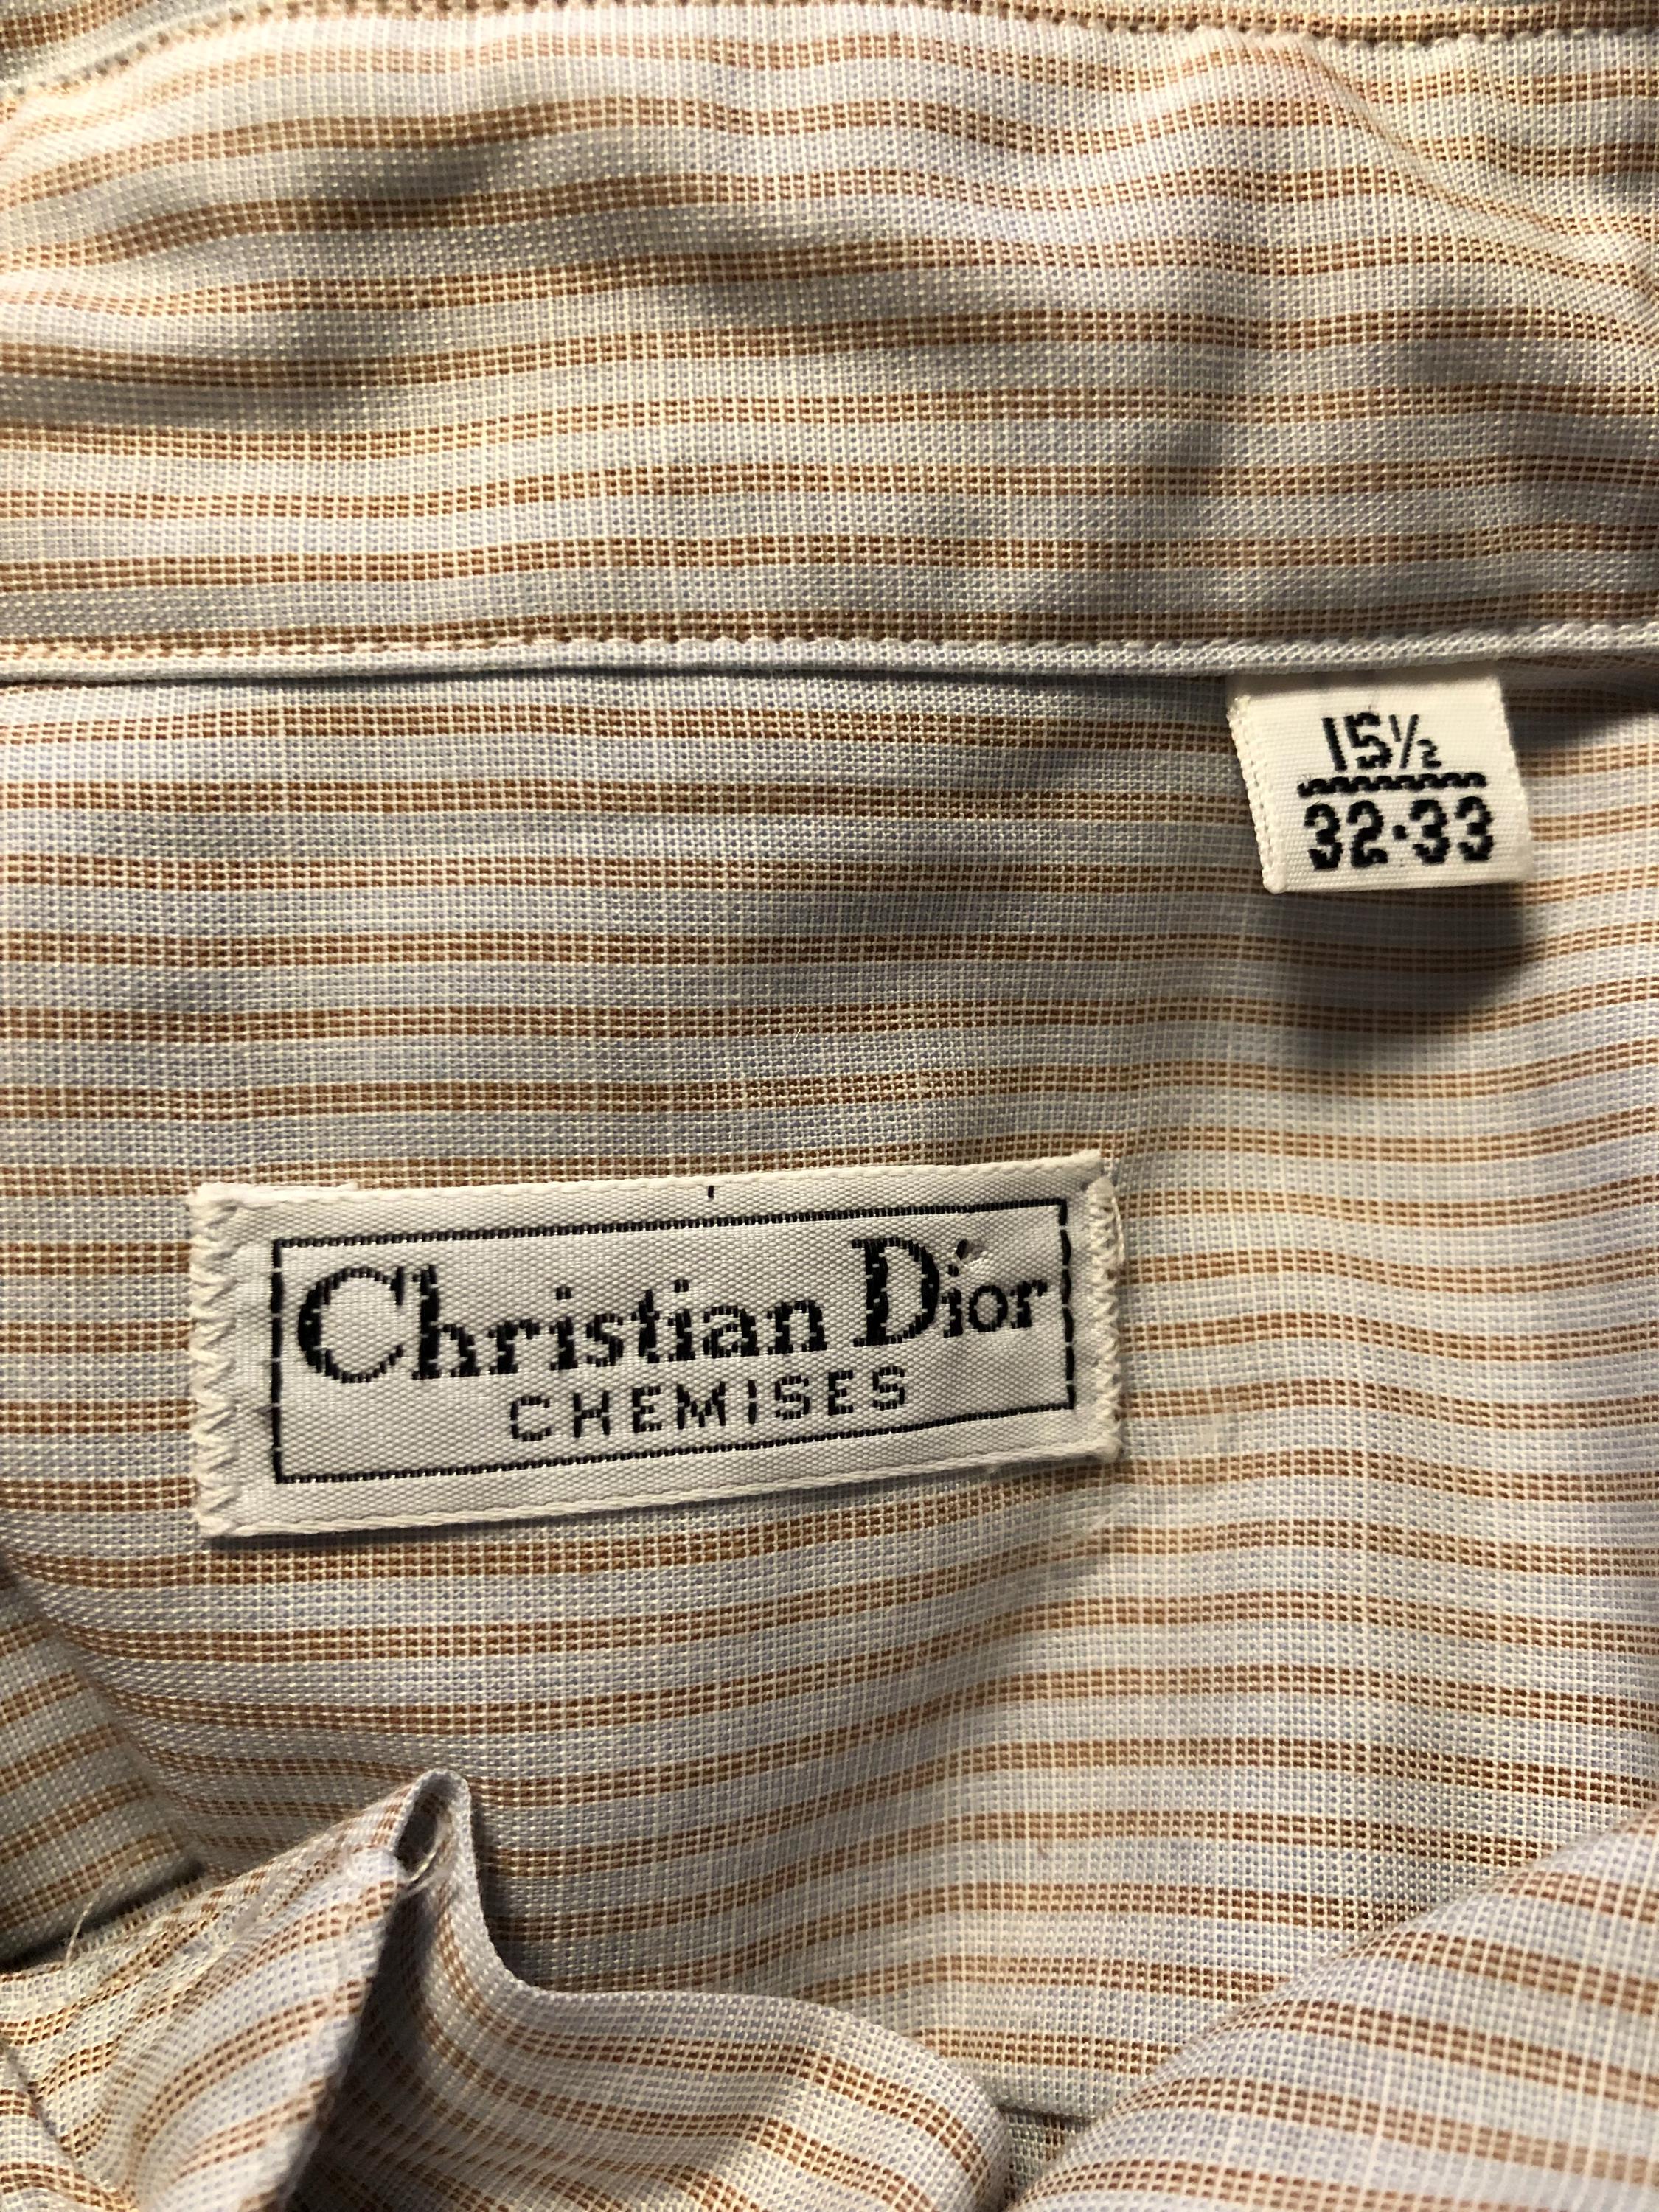 15½
32·33
Christian Dior
CHEMISES